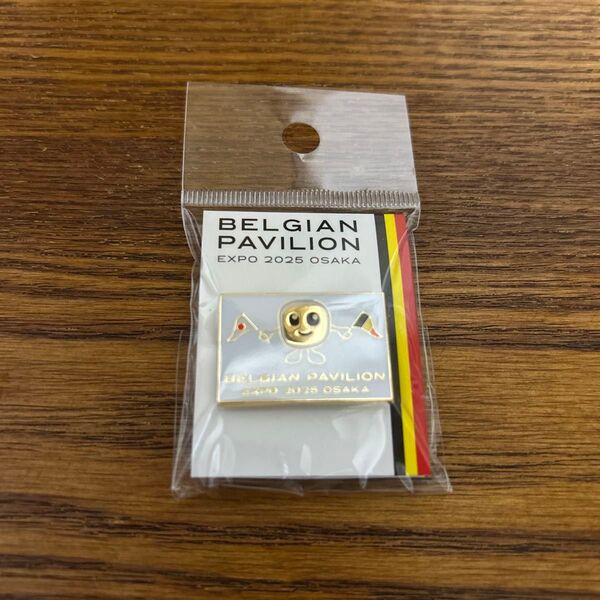 BELGIAN
PAVILION
EXPO 2025 OSAKA
BELGIAN PAVILION
EXPO 2025 OSAKA